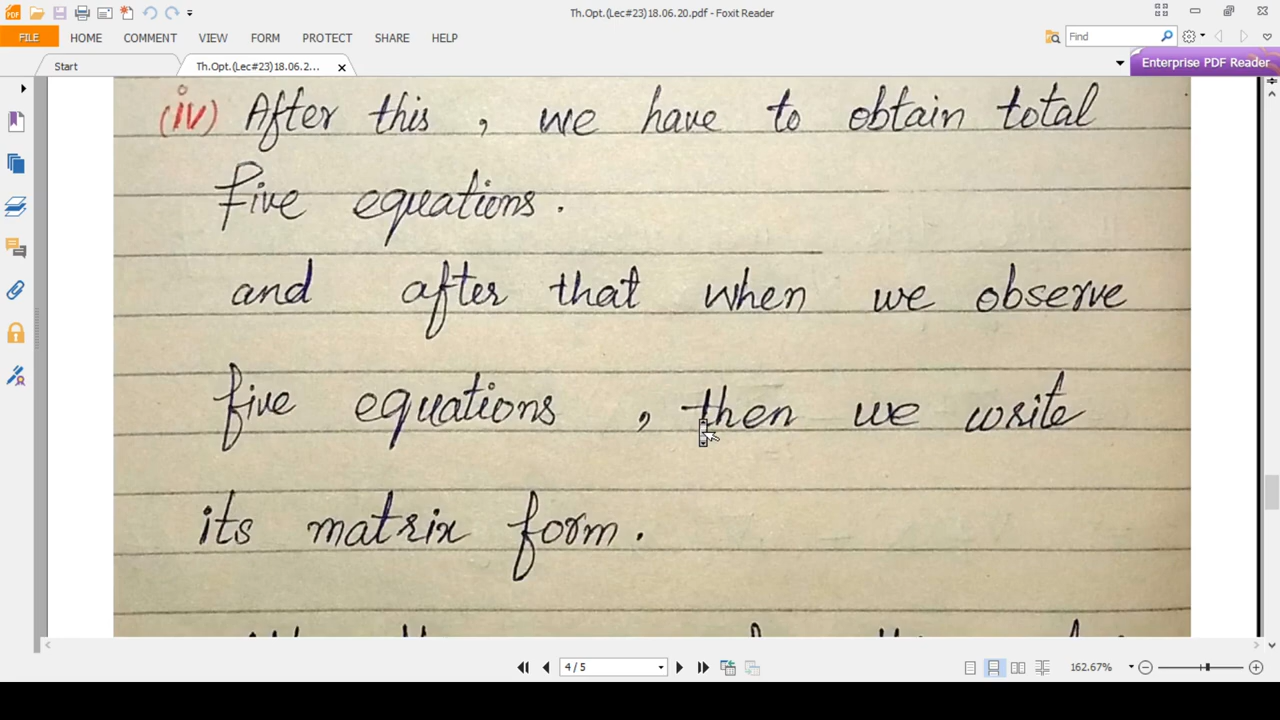 Th.Opt.(Lec#23)18.06.20.pdf - Foxit Reader
FILE HOME COMMENT VIEW FORM PROTECT SHARE HELP
Find
Start Th.Opt.(Lec#23)18.06.2... Enterprise PDF Reader
(iv) After this , we have to obtain total
five equations .
and after that when we observe
five equations , then we write
its matrix form .
4 / 5 162.67%